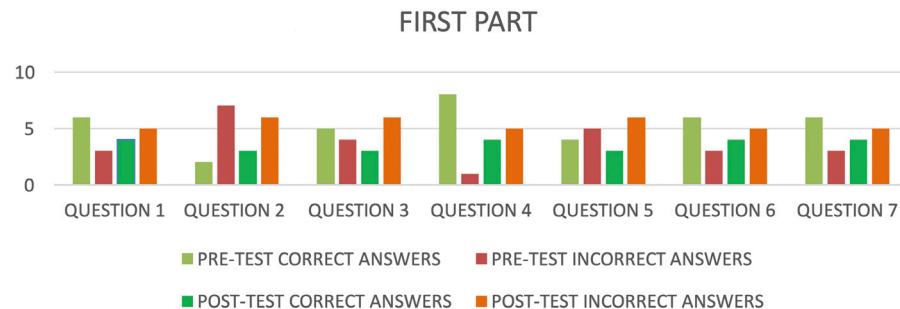 FIRST PART
10
5
0
QUESTION 1 QUESTION 2 QUESTION 3 QUESTION 4 QUESTION 5 QUESTION 6 QUESTION 7
PRE-TEST CORRECT ANSWERS PRE-TEST INCORRECT ANSWERS
POST-TEST CORRECT ANSWERS POST-TEST INCORRECT ANSWERS